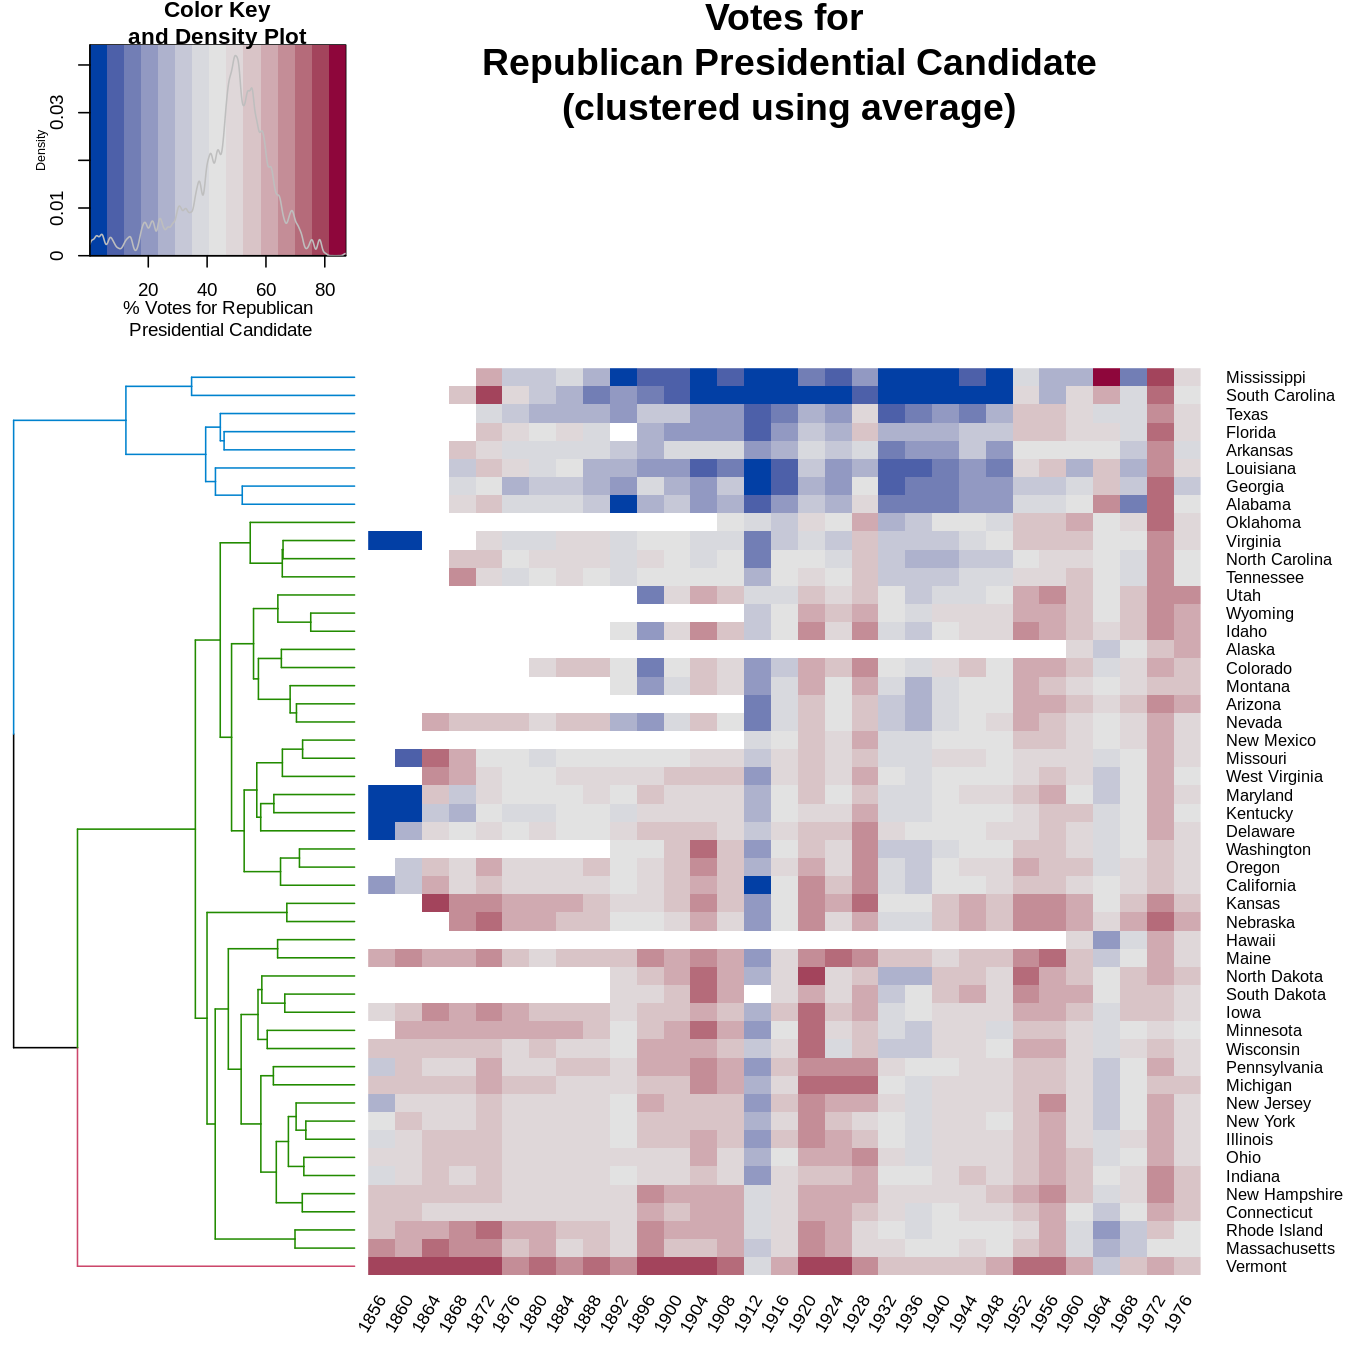 Color Key
and Density Plot
Votes for
Republican Presidential Candidate
(clustered using average)
Density
0.03
0.01
0
20 40 60 80
% Votes for Republican
Presidential Candidate
Mississippi
South Carolina
Texas
Florida
Arkansas
Louisiana
Georgia
Alabama
Oklahoma
Virginia
North Carolina
Tennessee
Utah
Wyoming
Idaho
Alaska
Colorado
Montana
Arizona
Nevada
New Mexico
Missouri
West Virginia
Maryland
Kentucky
Delaware
Washington
Oregon
California
Kansas
Nebraska
Hawaii
Maine
North Dakota
South Dakota
Iowa
Minnesota
Wisconsin
Pennsylvania
Michigan
New Jersey
New York
Illinois
Ohio
Indiana
New Hampshire
Connecticut
Rhode Island
Massachusetts
Vermont
1856 1860 1864 1868 1872 1876 1880 1884 1888 1892 1896 1900 1904 1908 1912 1916 1920 1924 1928 1932 1936 1940 1944 1948 1952 1956 1960 1964 1968 1972 1976